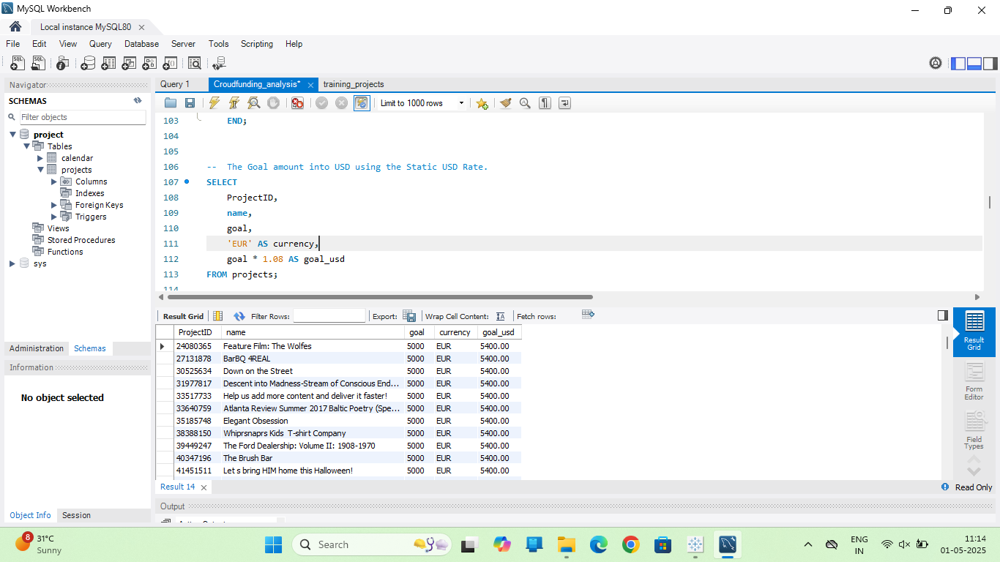 MySQL Workbench
Local instance MySQL80
File Edit View Query Database Server Tools Scripting Help
Navigator
SCHEMAS
Filter objects
project
Tables
calendar
projects
Columns
Indexes
Foreign Keys
Triggers
Views
Stored Procedures
Functions
sys
Administration Schemas
Information
No object selected
Object Info Session
Query 1 Croudfunding_analysis* training_projects
Limit to 1000 rows
103 END;
104
105
106 -- The Goal amount into USD using the Static USD Rate.
107 SELECT
108 ProjectID,
109 name,
110 goal,
111 'EUR' AS currency,
112 goal * 1.08 AS goal_usd
113 FROM projects;
114
Result Grid Filter Rows: Export: Wrap Cell Content: Fetch rows:
ProjectID name goal currency goal_usd
24080365 Feature Film: The Wolfes 5000 EUR 5400.00
27131878 BarBQ 4REAL 5000 EUR 5400.00
30525634 Down on the Street 5000 EUR 5400.00
31977817 Descent into Madness-Stream of Conscious End... 5000 EUR 5400.00
33517733 Help us add more content and deliver it faster! 5000 EUR 5400.00
33640759 Atlanta Review Summer 2017 Baltic Poetry (Spe... 5000 EUR 5400.00
35185748 Elegant Obsession 5000 EUR 5400.00
38388150 Whiprsnaprs Kids T-shirt Company 5000 EUR 5400.00
39449247 The Ford Dealership: Volume II: 1908-1970 5000 EUR 5400.00
40347196 The Brush Bar 5000 EUR 5400.00
41451511 Let s bring HIM home this Halloween! 5000 EUR 5400.00
Result
Grid
Form
Editor
Field
Types
Result 14
Read Only
Output
8
31°C
Sunny
Search
ENG
IN
11:14
01-05-2025